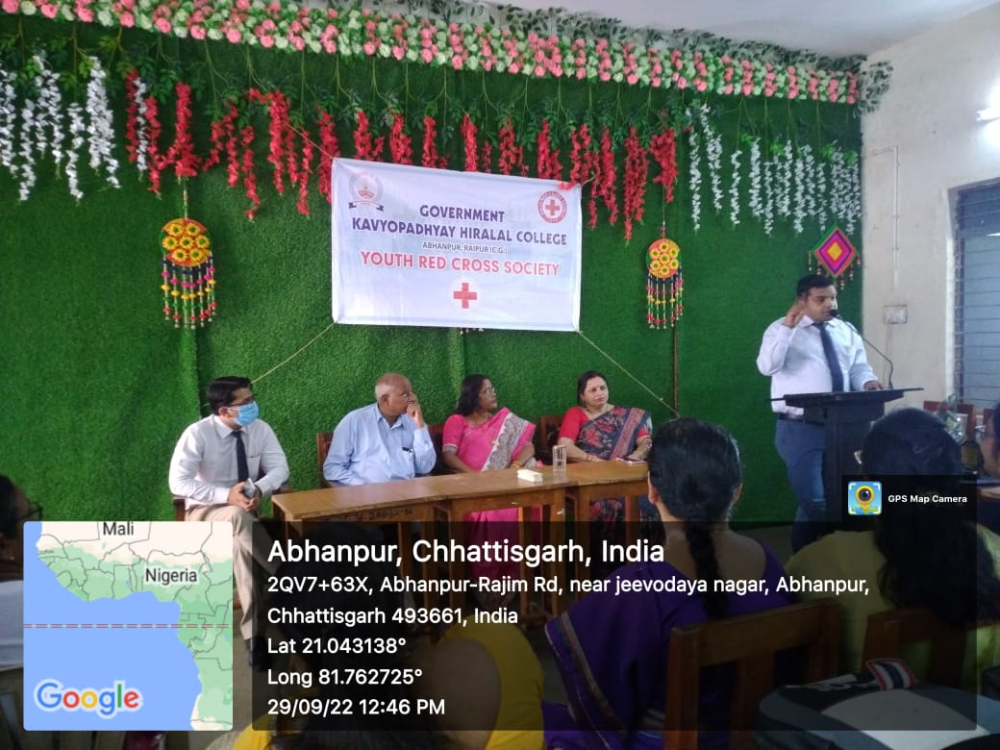 GOVERNMENT
KAVYOPADHYAY HIRALAL COLLEGE
ABHANPUR, RAIPUR (C.G.)
YOUTH RED CROSS SOCIETY
GPS Map Camera
Mali
Nigeria
Google
Abhanpur, Chhattisgarh, India
2QV7+63X, Abhanpur-Rajim Rd, near jeevodaya nagar, Abhanpur,
Chhattisgarh 493661, India
Lat 21.043138°
Long 81.762725°
29/09/22 12:46 PM